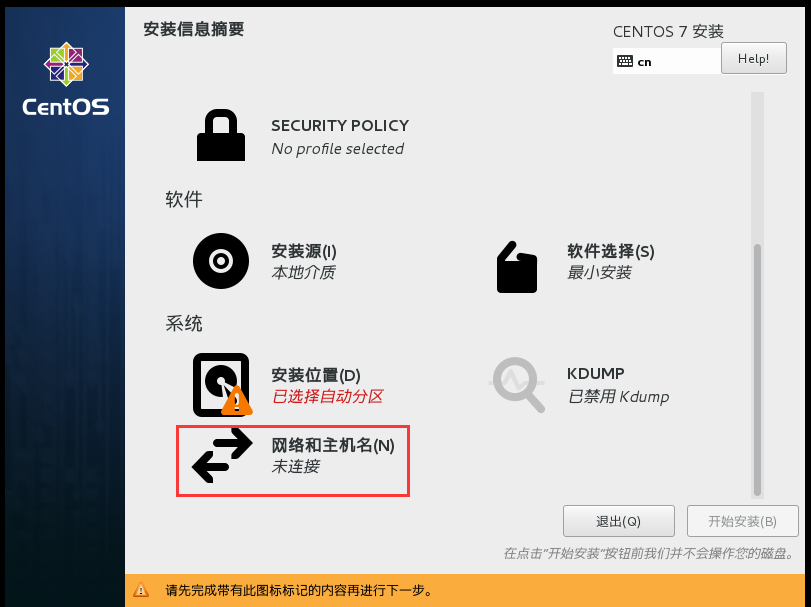 安装信息摘要
CENTOS 7 安装
cn
Help!
CentOS
SECURITY POLICY
No profile selected
软件
安装源(I)
本地介质
软件选择(S)
最小安装
系统
安装位置(D)
已选择自动分区
KDUMP
已禁用 Kdump
网络和主机名(N)
未连接
退出(Q)
开始安装(B)
在点击"开始安装"按钮前我们并不会操作您的磁盘。
请先完成带有此图标标记的内容再进行下一步。